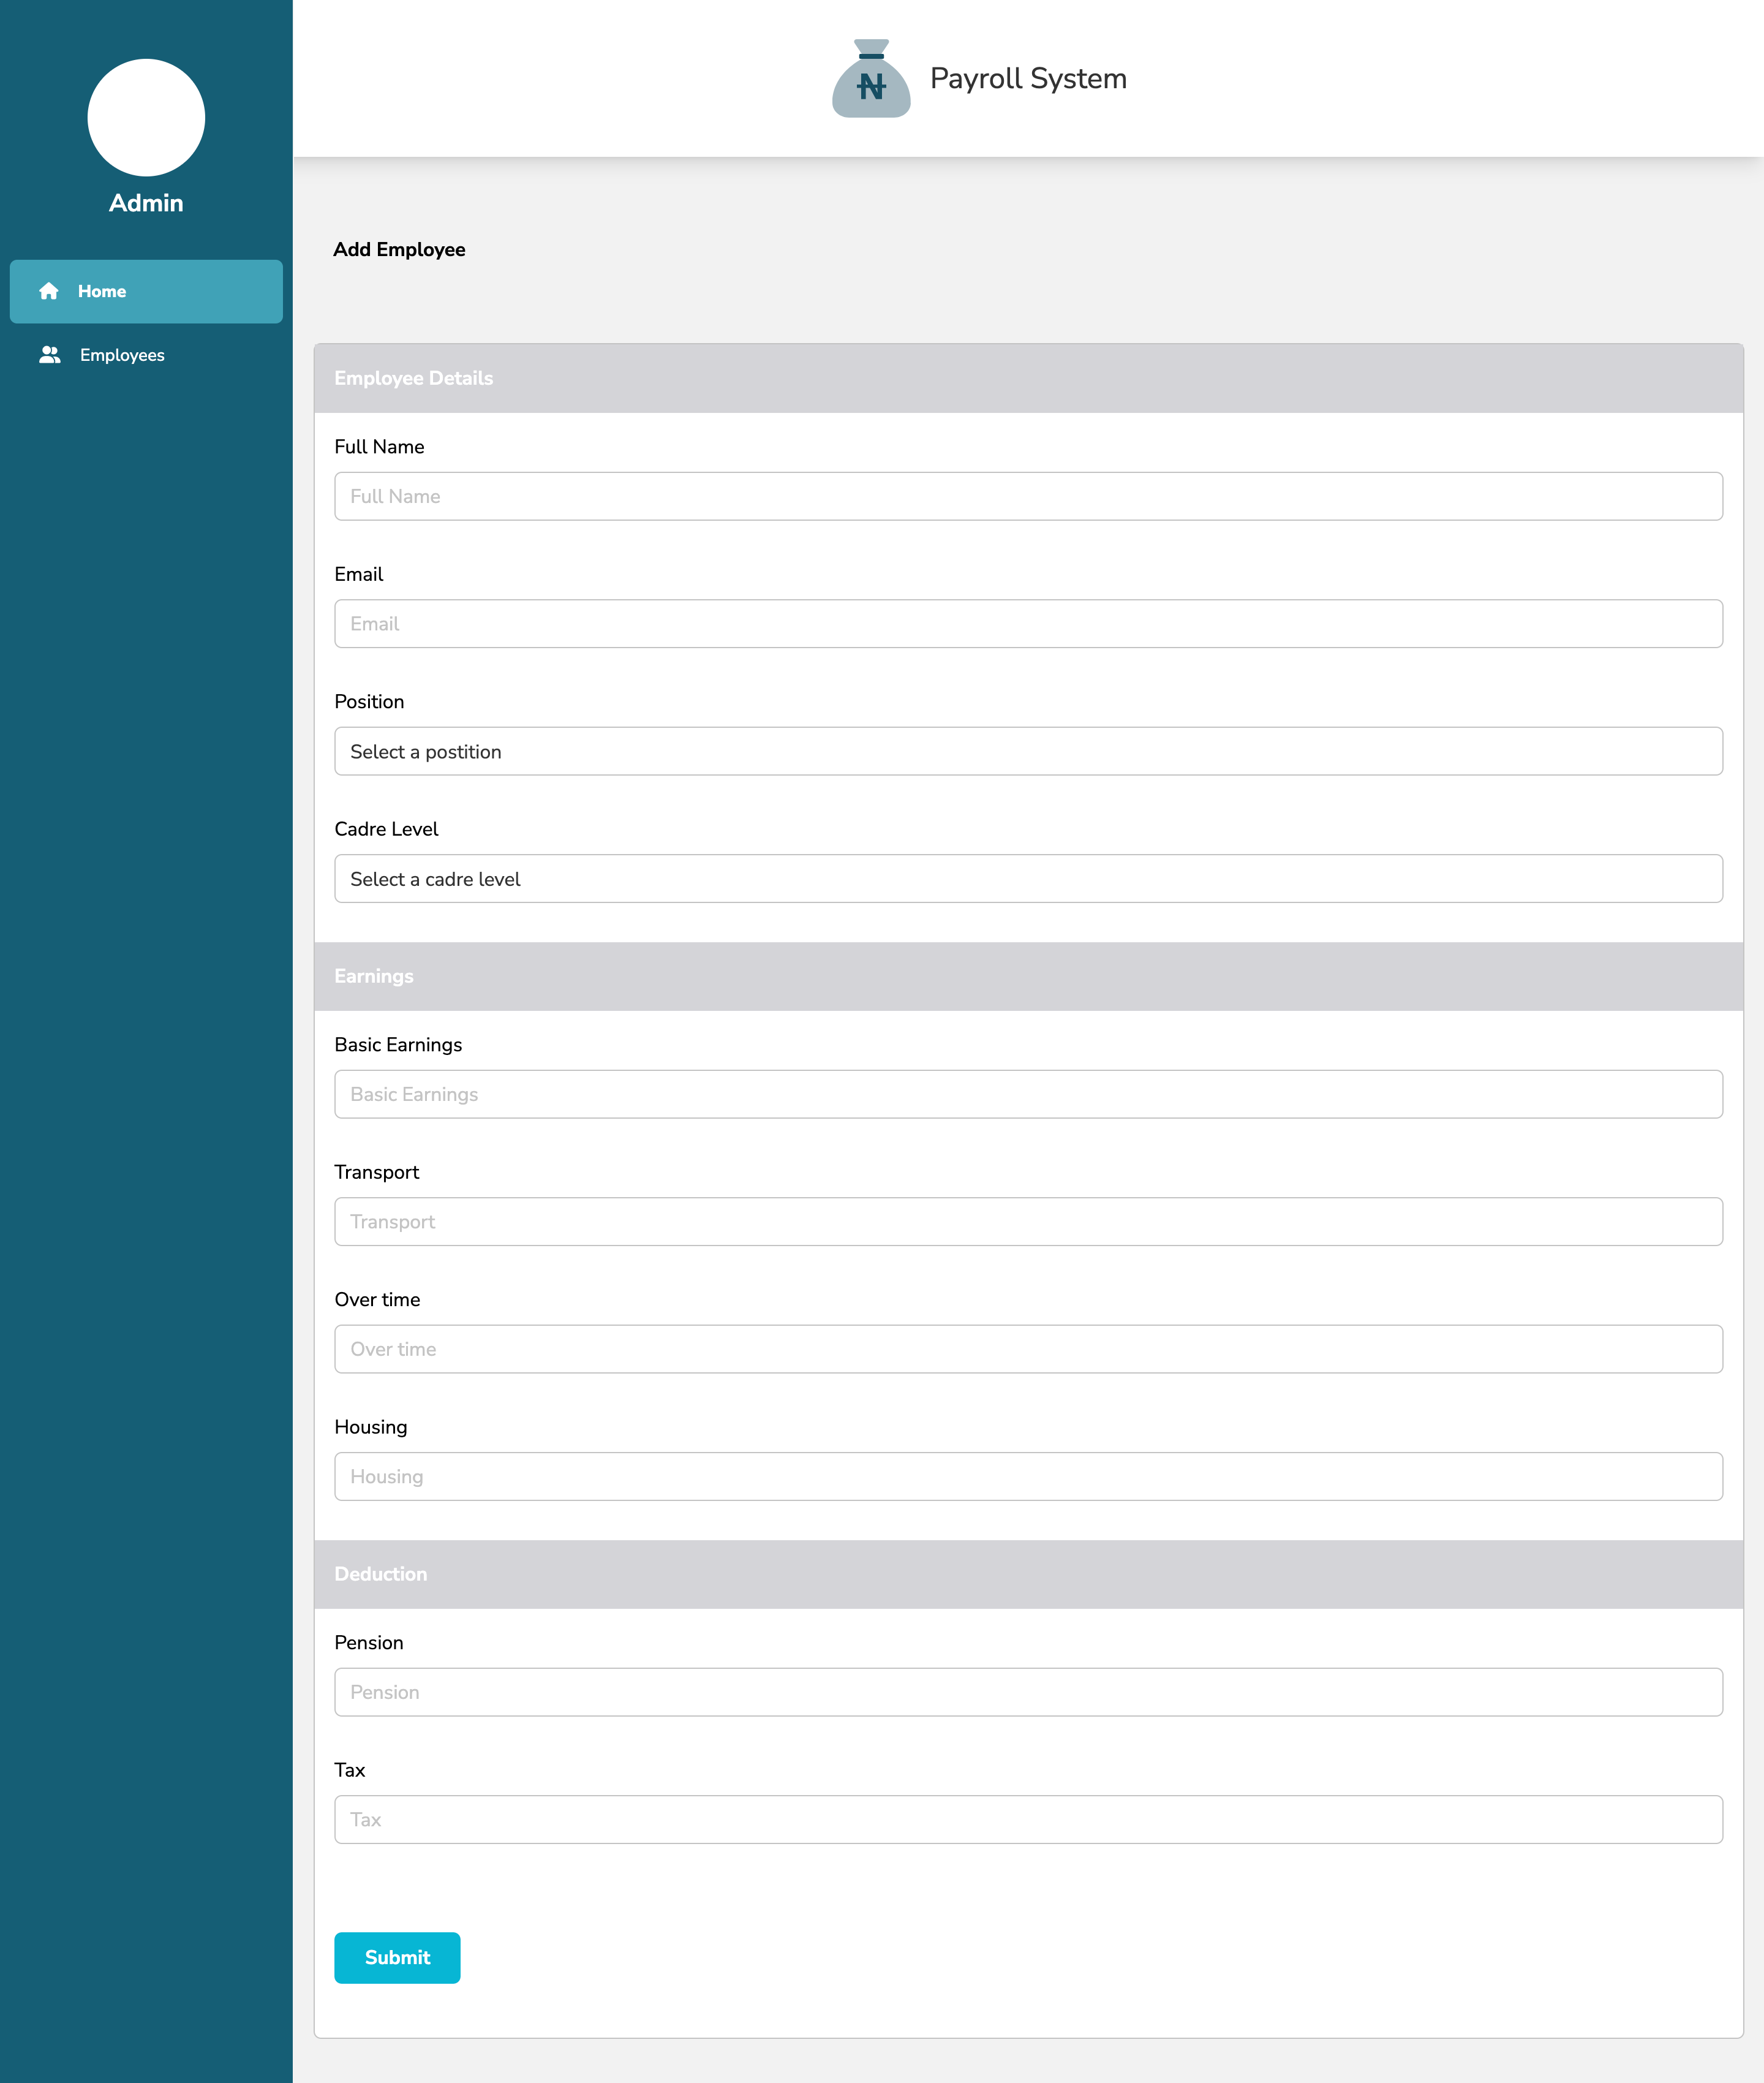 ₦
Payroll System
Admin
Home
Employees
Add Employee
Employee Details
Full Name
Full Name
Email
Email
Position
Select a postition
Cadre Level
Select a cadre level
Earnings
Basic Earnings
Basic Earnings
Transport
Transport
Over time
Over time
Housing
Housing
Deduction
Pension
Pension
Tax
Tax
Submit